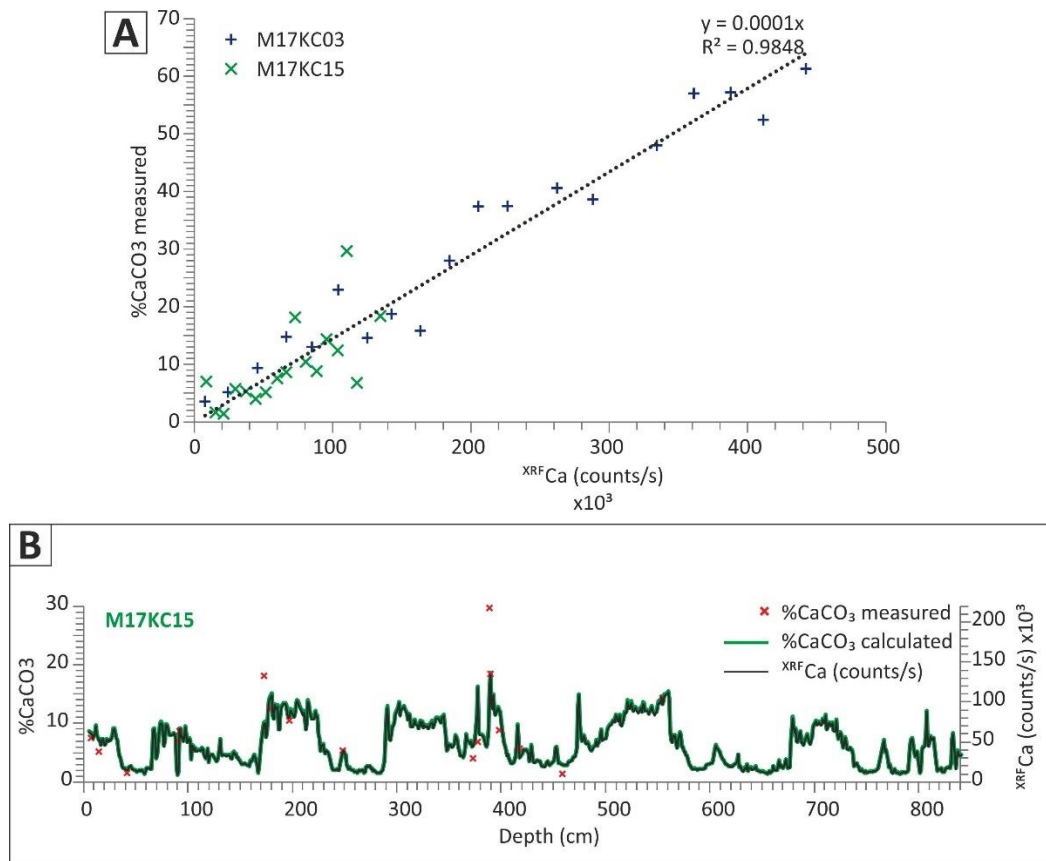 A
M17KC03
M17KC15
y = 0.0001x
R² = 0.9848
%CaCO3 measured
70
60
50
40
30
20
10
0
0 100 200 300 400 500
ˣᴿᶠCa (counts/s)
x10³
B
M17KC15
%CaCO3
30
20
10
0
%CaCO₃ measured
%CaCO₃ calculated
ˣᴿᶠCa (counts/s)
200
150
100
50
0
ˣᴿᶠCa (counts/s) x10³
0 100 200 300 400 500 600 700 800
Depth (cm)